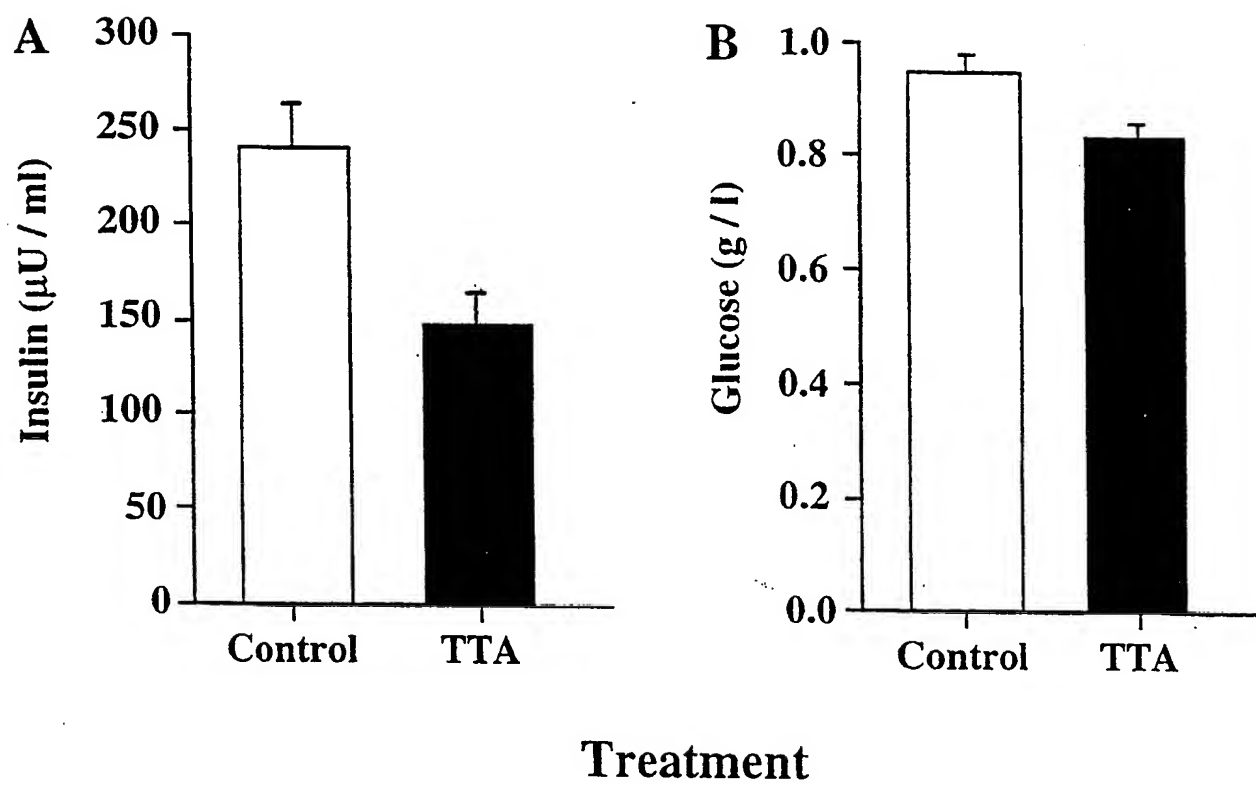 A
300
250
200
150
100
50
0
Insulin (µU / ml)
Control
TTA
B
1.0
0.8
0.6
0.4
0.2
0.0
Glucose (g / l)
Control
TTA
Treatment